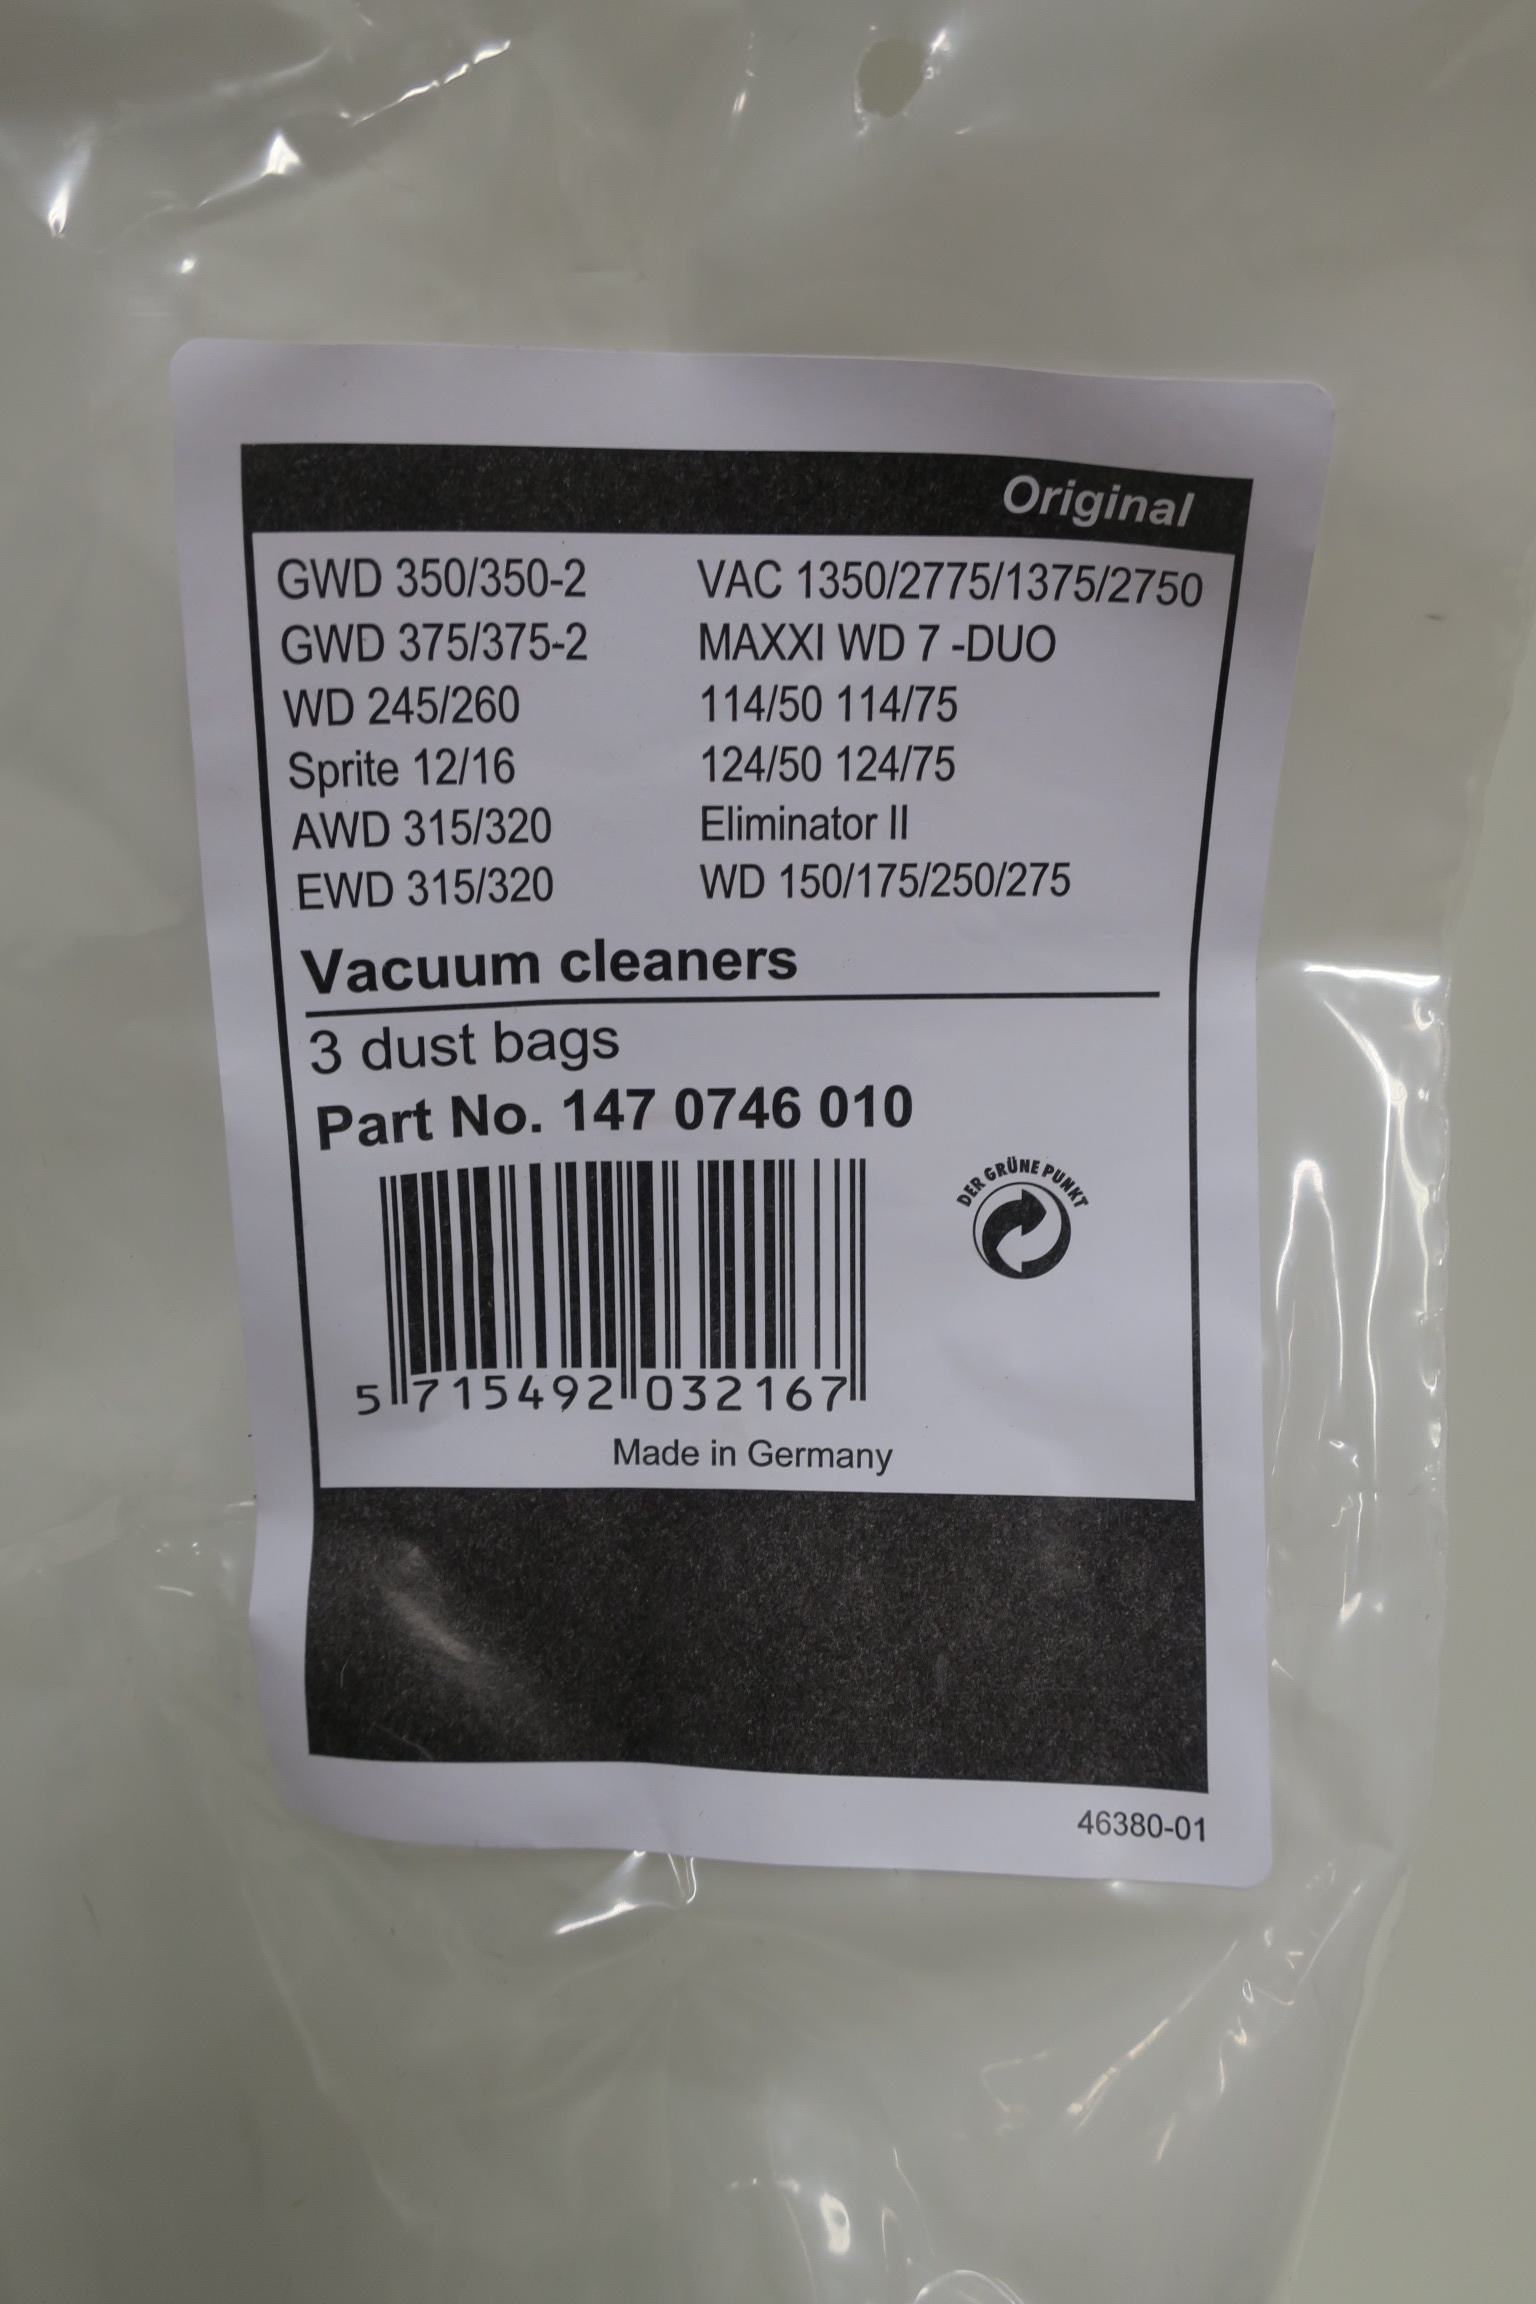 Original
GWD 350/350-2 VAC 1350/2775/1375/2750
GWD 375/375-2 MAXXI WD 7 -DUO
WD 245/260 114/50 114/75
Sprite 12/16 124/50 124/75
AWD 315/320 Eliminator II
EWD 315/320 WD 150/175/250/275
Vacuum cleaners
3 dust bags
Part No. 147 0746 010
DER GRÜNE PUNKT
5 715492 032167
Made in Germany
46380-01